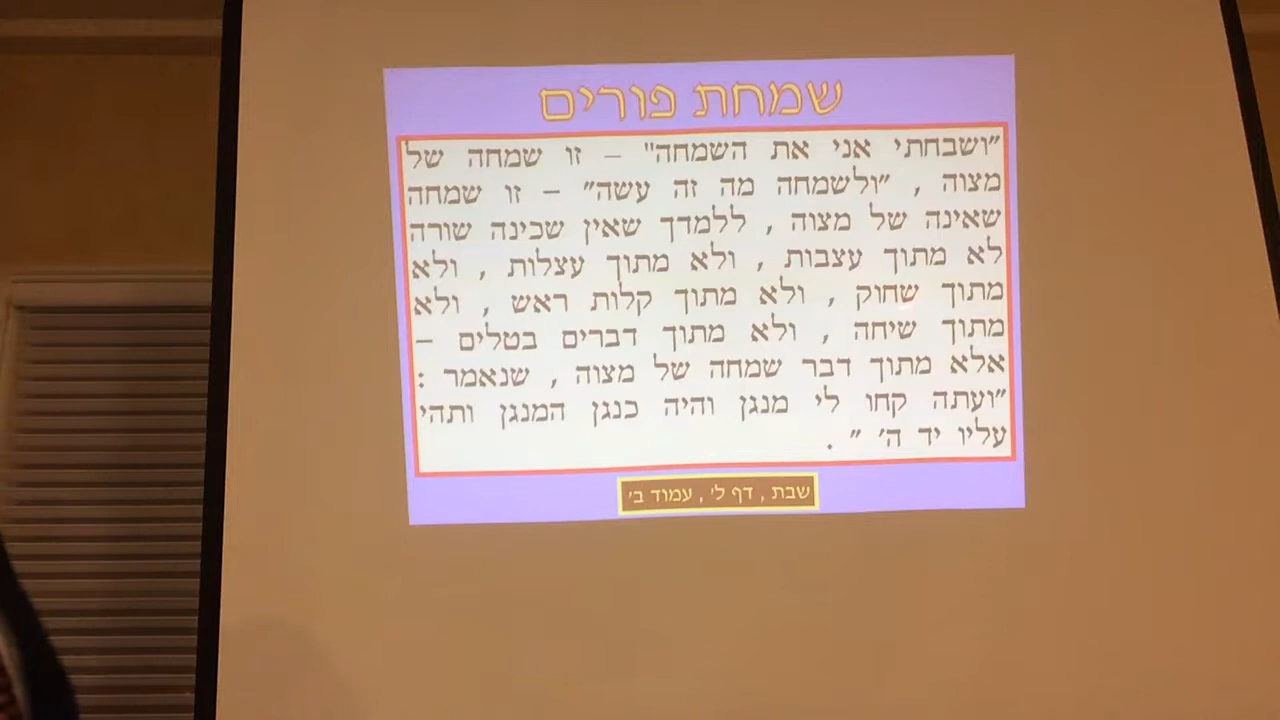 שמחת פורים
"ושבחתי אני את השמחה" – זו שמחה של
מצוה , "ולשמחה מה זה עשה" – זו שמחה
שאינה של מצוה , ללמדך שאין שכינה שורה
לא מתוך עצבות , ולא מתוך עצלות , ולא
מתוך שחוק , ולא מתוך קלות ראש , ולא
מתוך שיחה , ולא מתוך דברים בטלים –
אלא מתוך דבר שמחה של מצוה , שנאמר :
"ועתה קחו לי מנגן והיה כנגן המנגן ותהי
עליו יד ה' " .
שבת , דף ל' , עמוד ב'